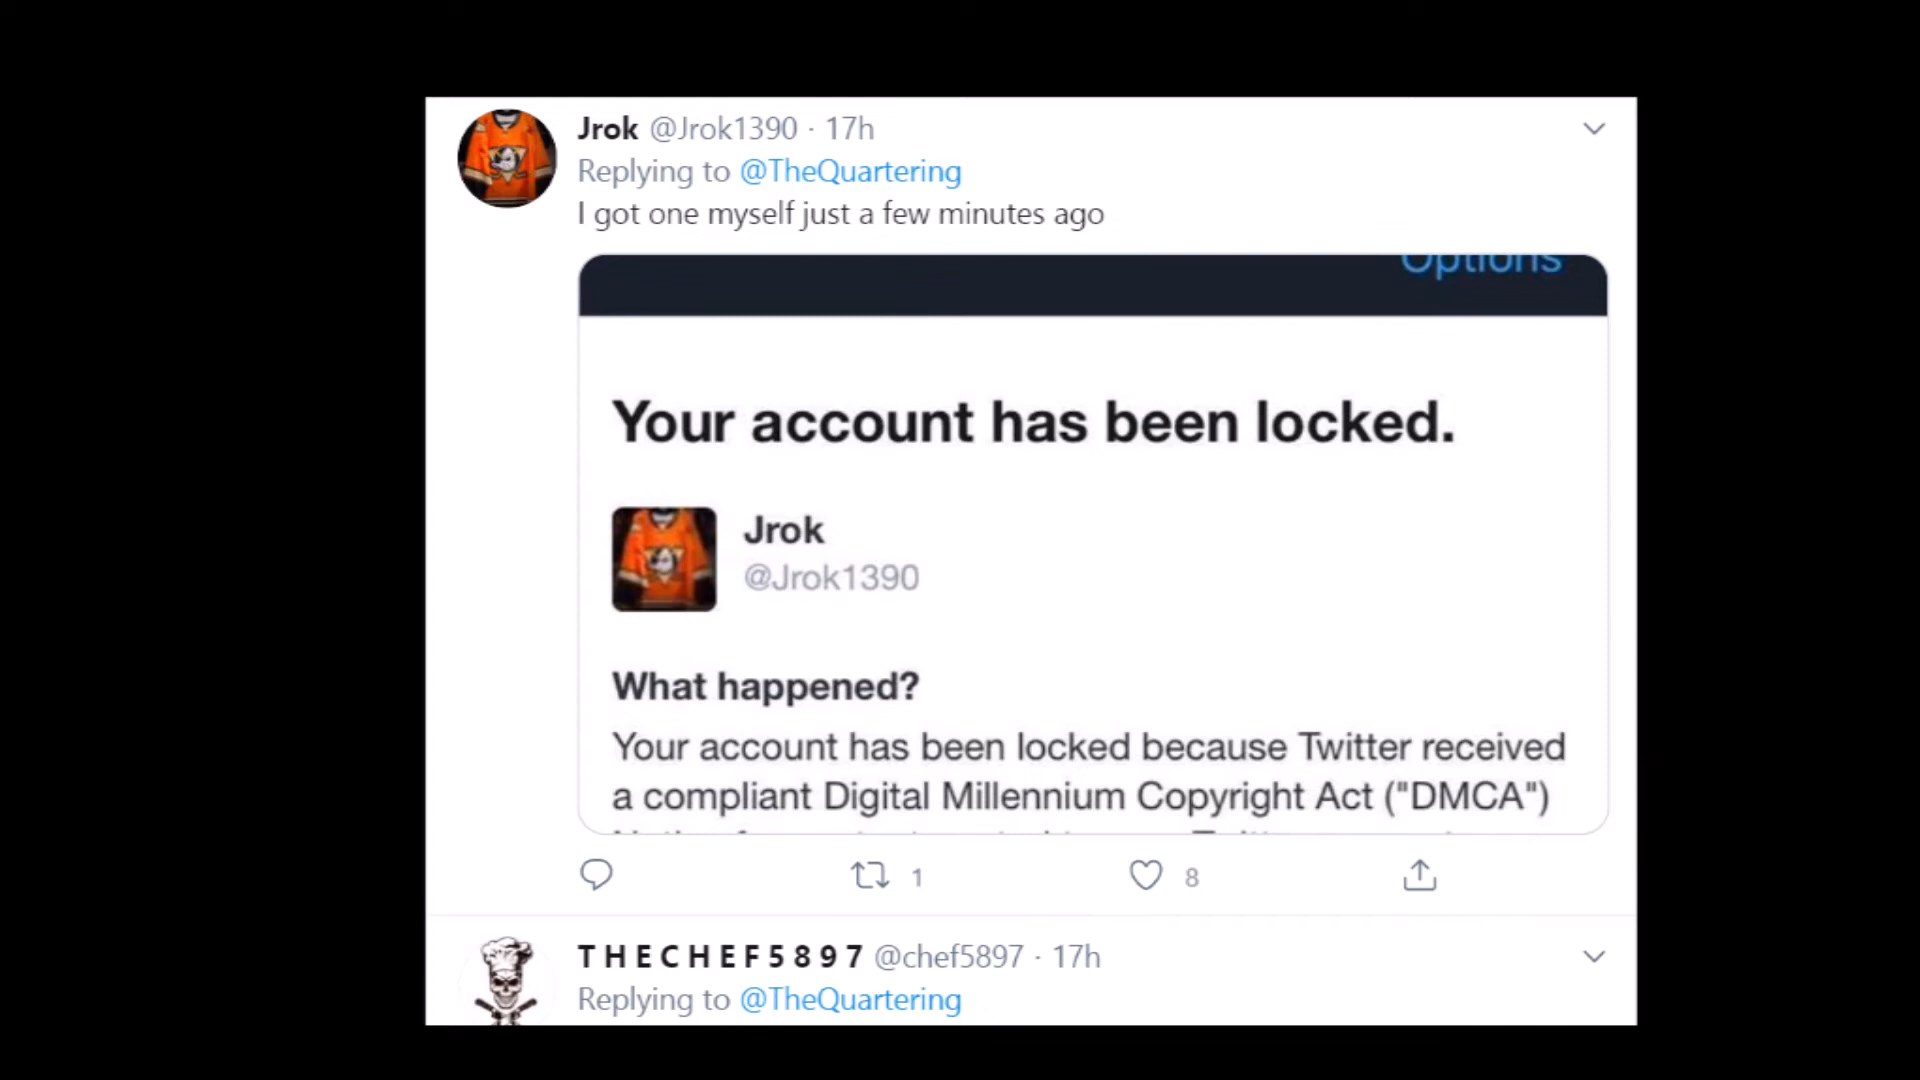 Options
Jrok @Jrok1390 · 17h
Replying to @TheQuartering
I got one myself just a few minutes ago
Your account has been locked.
Jrok
@Jrok1390
What happened?
Your account has been locked because Twitter received
a compliant Digital Millennium Copyright Act ("DMCA")
1
8
THECHEF5897 @chef5897 · 17h
Replying to @TheQuartering